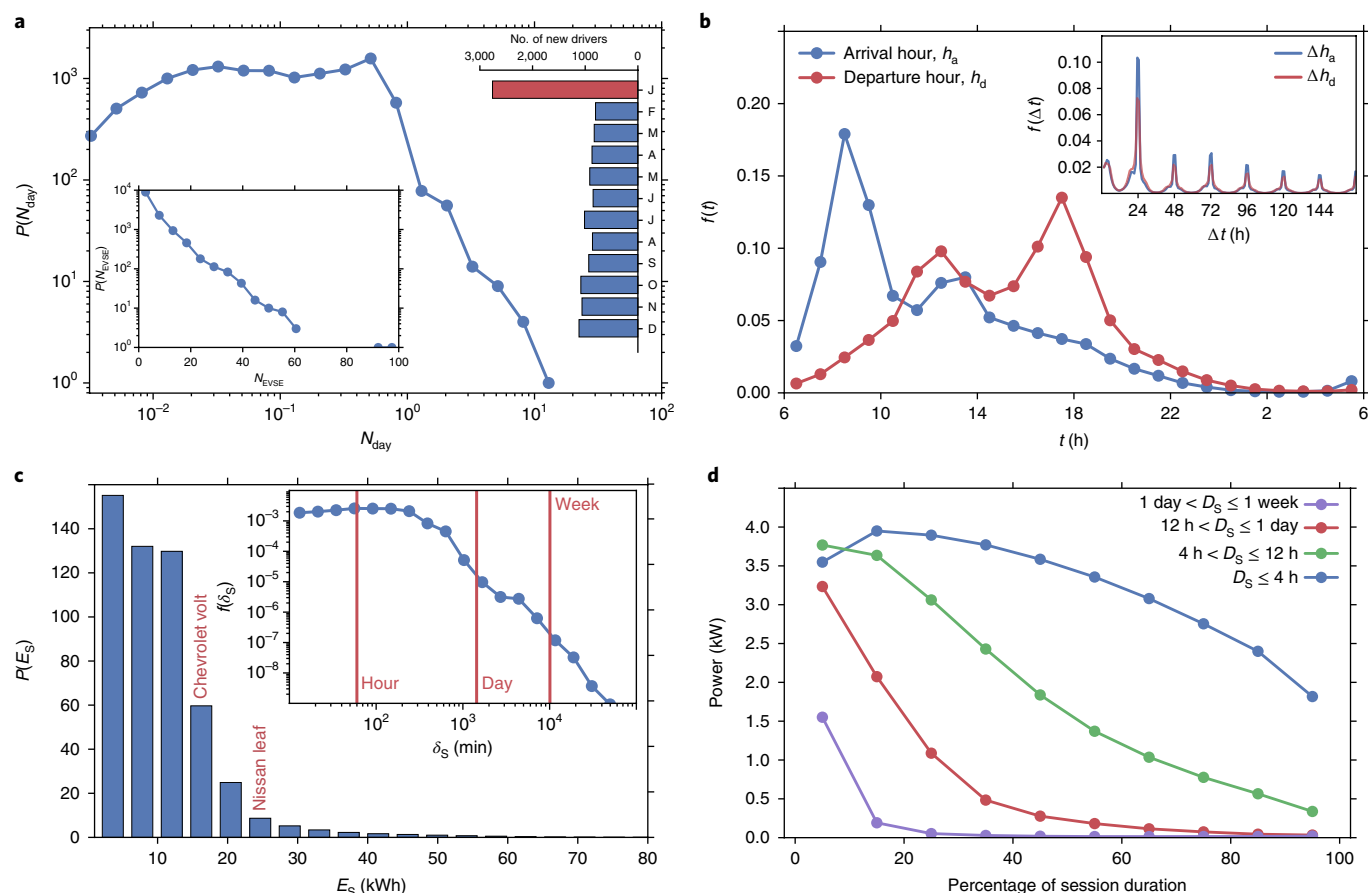 a
No. of new drivers
3,000 2,000 1,000 0
J
F
M
A
M
J
J
A
S
O
N
D
10^3
10^2
10^1
10^0
P(N_day)
10^4
10^3
10^2
10^1
10^0
P(N_EVSE)
0 20 40 60 80 100
N_EVSE
10^−2 10^−1 10^0 10^1 10^2
N_day
b
Arrival hour, h_a
Departure hour, h_d
0.20
0.15
0.10
0.05
0.00
f(t)
Δh_a
Δh_d
0.10
0.08
0.06
0.04
0.02
f(Δt)
24 48 72 96 120 144
Δt (h)
6 10 14 18 22 2 6
t (h)
c
140
120
100
80
60
40
20
0
P(E_S)
Chevrolet volt
Nissan leaf
10^−3
10^−4
10^−5
10^−6
10^−7
10^−8
f(δ_S)
Hour
Day
Week
10^2 10^3 10^4
δ_S (min)
10 20 30 40 50 60 70 80
E_S (kWh)
d
1 day < D_S ≤ 1 week
12 h < D_S ≤ 1 day
4 h < D_S ≤ 12 h
D_S ≤ 4 h
4.0
3.5
3.0
2.5
2.0
1.5
1.0
0.5
0.0
Power (kW)
0 20 40 60 80 100
Percentage of session duration